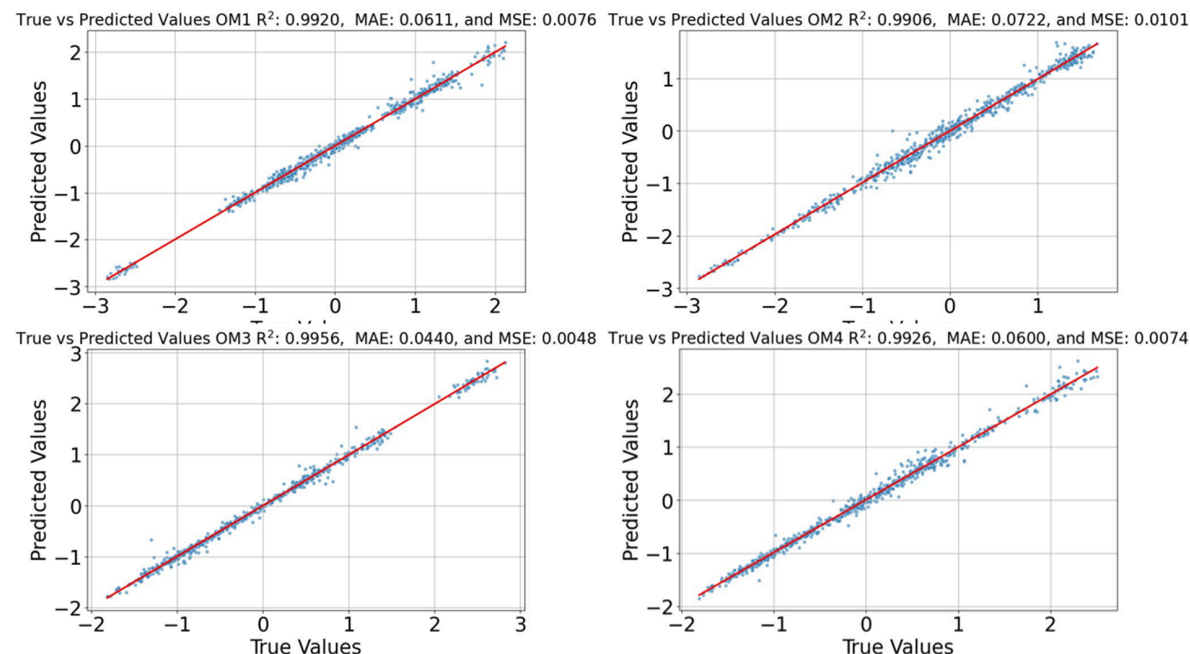 True vs Predicted Values OM1 R²: 0.9920, MAE: 0.0611, and MSE: 0.0076
Predicted Values
2
1
0
−1
−2
−3
−3 −2 −1 0 1 2
True Values
True vs Predicted Values OM2 R²: 0.9906, MAE: 0.0722, and MSE: 0.0101
Predicted Values
1
0
−1
−2
−3
−3 −2 −1 0 1
True Values
True vs Predicted Values OM3 R²: 0.9956, MAE: 0.0440, and MSE: 0.0048
Predicted Values
3
2
1
0
−1
−2
−2 −1 0 1 2 3
True Values
True vs Predicted Values OM4 R²: 0.9926, MAE: 0.0600, and MSE: 0.0074
Predicted Values
2
1
0
−1
−2
−2 −1 0 1 2
True Values